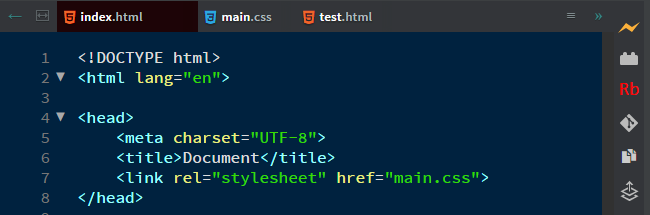 index.html main.css test.html
1 <!DOCTYPE html>
2 <html lang="en">
3
4 <head>
5 <meta charset="UTF-8">
6 <title>Document</title>
7 <link rel="stylesheet" href="main.css">
8 </head>
Rb